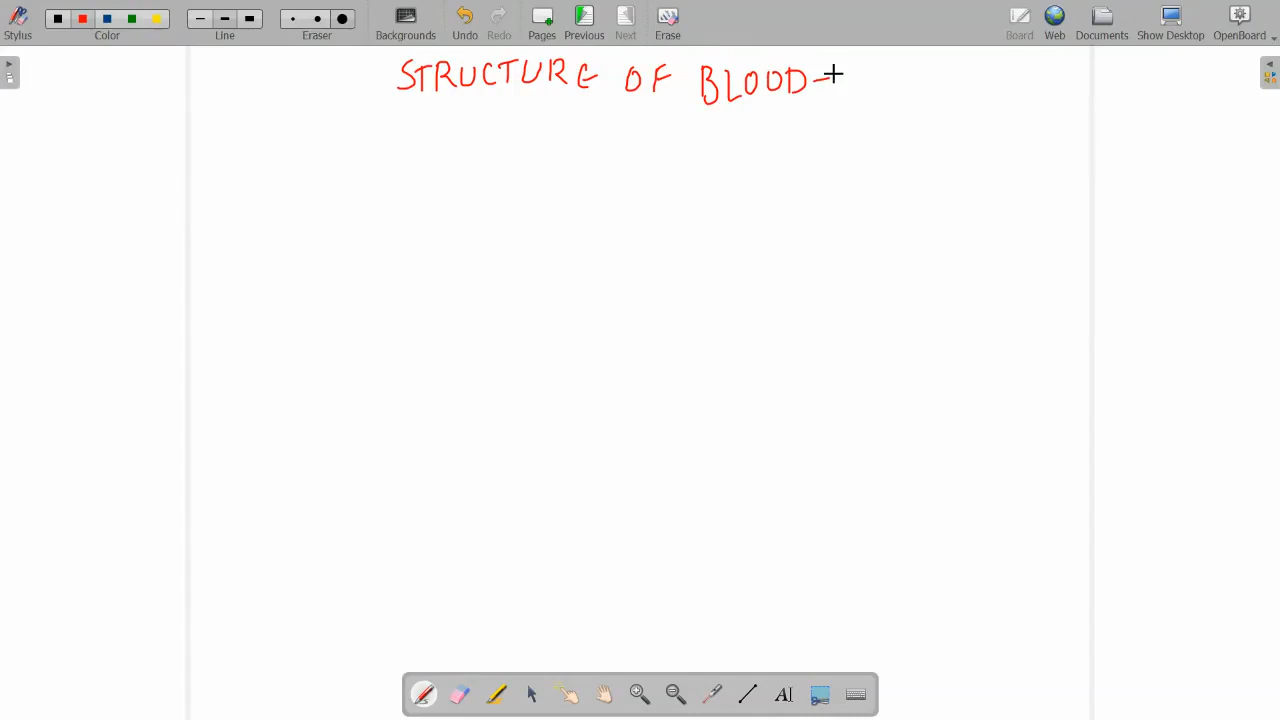 Stylus Color Line Eraser Backgrounds Undo Redo Pages Previous Next Erase Board Web Documents Show Desktop OpenBoard
STRUCTURE OF BLOOD-
AI